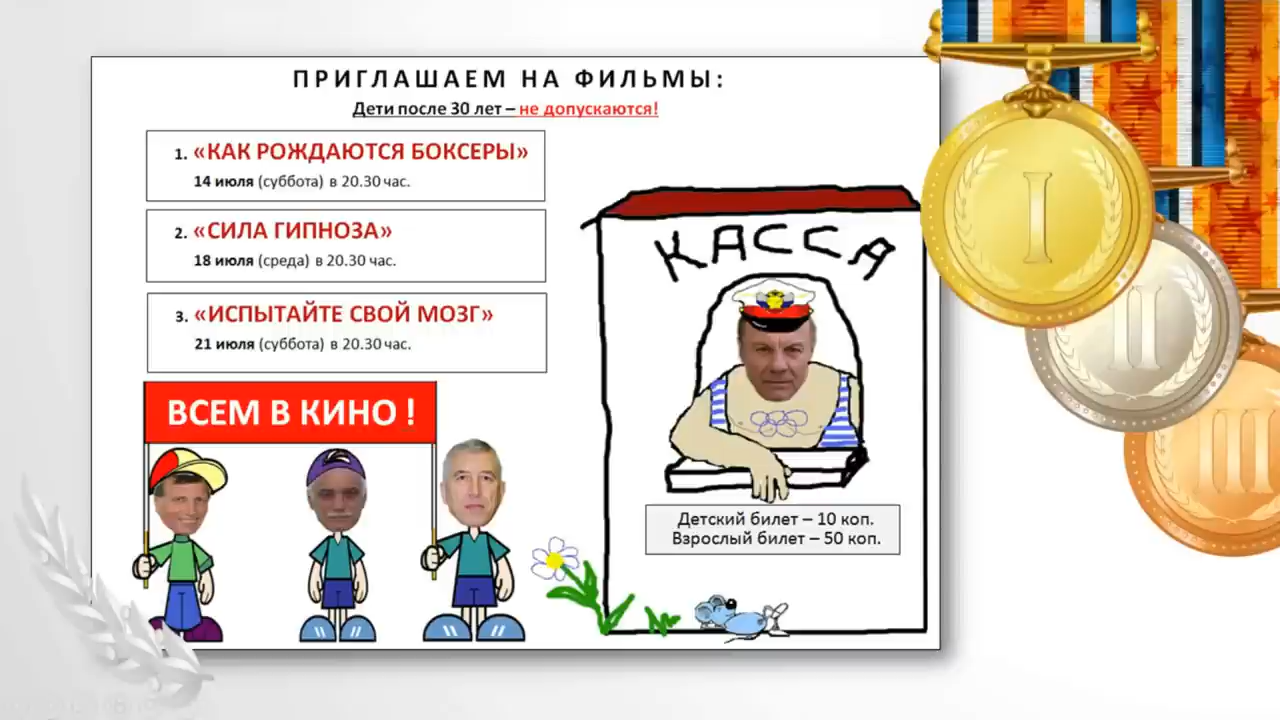 ПРИГЛАШАЕМ НА ФИЛЬМЫ:
Дети после 30 лет – не допускаются!
1. «КАК РОЖДАЮТСЯ БОКСЕРЫ»
14 июля (суббота) в 20.30 час.
2. «СИЛА ГИПНОЗА»
18 июля (среда) в 20.30 час.
3. «ИСПЫТАЙТЕ СВОЙ МОЗГ»
21 июля (суббота) в 20.30 час.
ВСЕМ В КИНО !
КАССА
Детский билет – 10 коп.
Взрослый билет – 50 коп.
I
II
III